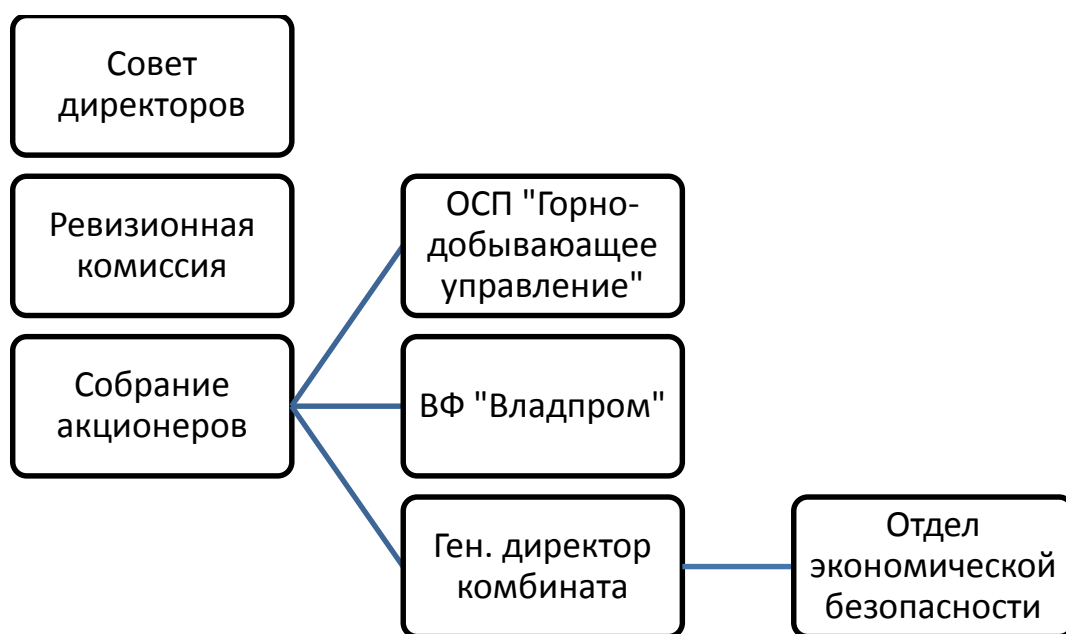 Совет
директоров
Ревизионная
комиссия
Собрание
акционеров
ОСП "Горно-
добываюащее
управление"
ВФ "Владпром"
Ген. директор
комбината
Отдел
экономической
безопасности